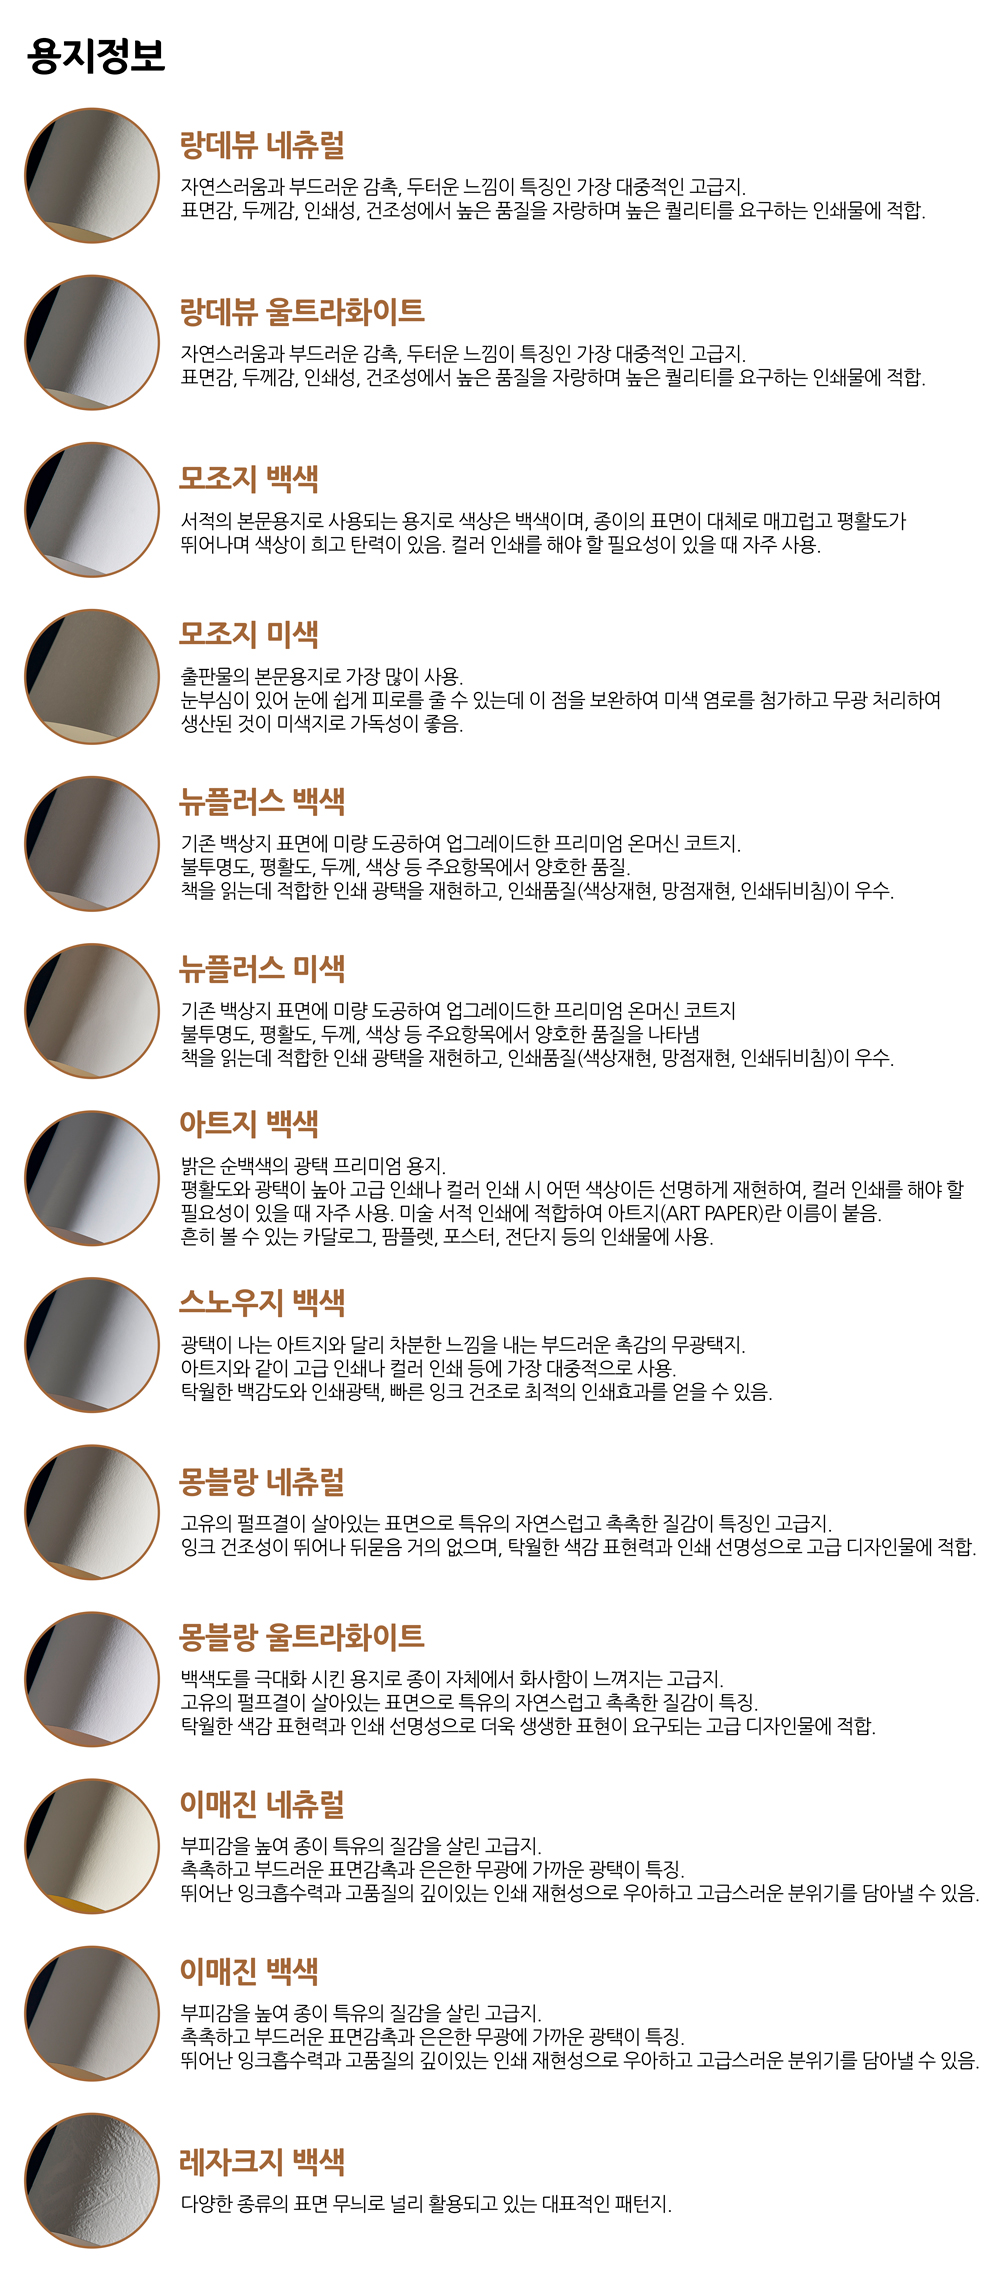 용지정보
랑데뷰 네츄럴
자연스러움과 부드러운 감촉, 두터운 느낌이 특징인 가장 대중적인 고급지.
표면감, 두께감, 인쇄성, 건조성에서 높은 품질을 자랑하며 높은 퀄리티를 요구하는 인쇄물에 적합.
랑데뷰 울트라화이트
자연스러움과 부드러운 감촉, 두터운 느낌이 특징인 가장 대중적인 고급지.
표면감, 두께감, 인쇄성, 건조성에서 높은 품질을 자랑하며 높은 퀄리티를 요구하는 인쇄물에 적합.
모조지 백색
서적의 본문용지로 사용되는 용지로 색상은 백색이며, 종이의 표면이 대체로 매끄럽고 평활도가
뛰어나며 색상이 희고 탄력이 있음. 컬러 인쇄를 해야 할 필요성이 있을 때 자주 사용.
모조지 미색
출판물의 본문용지로 가장 많이 사용.
눈부심이 있어 눈에 쉽게 피로를 줄 수 있는데 이 점을 보완하여 미색 염료를 첨가하고 무광 처리하여
생산된 것이 미색지로 가독성이 좋음.
뉴플러스 백색
기존 백상지 표면에 미량 도공하여 업그레이드한 프리미엄 온머신 코트지.
불투명도, 평활도, 두께, 색상 등 주요항목에서 양호한 품질.
책을 읽는데 적합한 인쇄 광택을 재현하고, 인쇄품질(색상재현, 망점재현, 인쇄뒤비침)이 우수.
뉴플러스 미색
기존 백상지 표면에 미량 도공하여 업그레이드한 프리미엄 온머신 코트지
불투명도, 평활도, 두께, 색상 등 주요항목에서 양호한 품질을 나타냄
책을 읽는데 적합한 인쇄 광택을 재현하고, 인쇄품질(색상재현, 망점재현, 인쇄뒤비침)이 우수.
아트지 백색
밝은 순백색의 광택 프리미엄 용지.
평활도와 광택이 높아 고급 인쇄나 컬러 인쇄 시 어떤 색상이든 선명하게 재현하여, 컬러 인쇄를 해야 할
필요성이 있을 때 자주 사용. 미술 서적 인쇄에 적합하여 아트지(ART PAPER)란 이름이 붙음.
흔히 볼 수 있는 카달로그, 팜플렛, 포스터, 전단지 등의 인쇄물에 사용.
스노우지 백색
광택이 나는 아트지와 달리 차분한 느낌을 내는 부드러운 촉감의 무광택지.
아트지와 같이 고급 인쇄나 컬러 인쇄 등에 가장 대중적으로 사용.
탁월한 백감도와 인쇄광택, 빠른 잉크 건조로 최적의 인쇄효과를 얻을 수 있음.
몽블랑 네츄럴
고유의 펄프결이 살아있는 표면으로 특유의 자연스럽고 촉촉한 질감이 특징인 고급지.
잉크 건조성이 뛰어나 뒤묻음 거의 없으며, 탁월한 색감 표현력과 인쇄 선명성으로 고급 디자인물에 적합.
몽블랑 울트라화이트
백색도를 극대화 시킨 용지로 종이 자체에서 화사함이 느껴지는 고급지.
고유의 펄프결이 살아있는 표면으로 특유의 자연스럽고 촉촉한 질감이 특징.
탁월한 색감 표현력과 인쇄 선명성으로 더욱 생생한 표현이 요구되는 고급 디자인물에 적합.
이매진 네츄럴
부피감을 높여 종이 특유의 질감을 살린 고급지.
촉촉하고 부드러운 표면감촉과 은은한 무광에 가까운 광택이 특징.
뛰어난 잉크흡수력과 고품질의 깊이있는 인쇄 재현성으로 우아하고 고급스러운 분위기를 담아낼 수 있음.
이매진 백색
부피감을 높여 종이 특유의 질감을 살린 고급지.
촉촉하고 부드러운 표면감촉과 은은한 무광에 가까운 광택이 특징.
뛰어난 잉크흡수력과 고품질의 깊이있는 인쇄 재현성으로 우아하고 고급스러운 분위기를 담아낼 수 있음.
레자크지 백색
다양한 종류의 표면 무늬로 널리 활용되고 있는 대표적인 패턴지.